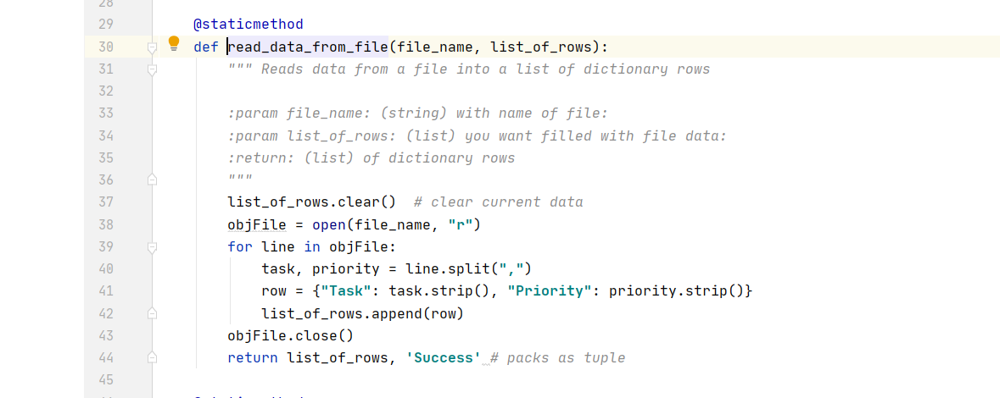 28
29 @staticmethod
30 def read_data_from_file(file_name, list_of_rows):
31 """ Reads data from a file into a list of dictionary rows
32
33 :param file_name: (string) with name of file:
34 :param list_of_rows: (list) you want filled with file data:
35 :return: (list) of dictionary rows
36 """
37 list_of_rows.clear()  # clear current data
38 objFile = open(file_name, "r")
39 for line in objFile:
40 task, priority = line.split(",")
41 row = {"Task": task.strip(), "Priority": priority.strip()}
42 list_of_rows.append(row)
43 objFile.close()
44 return list_of_rows, 'Success' # packs as tuple
45